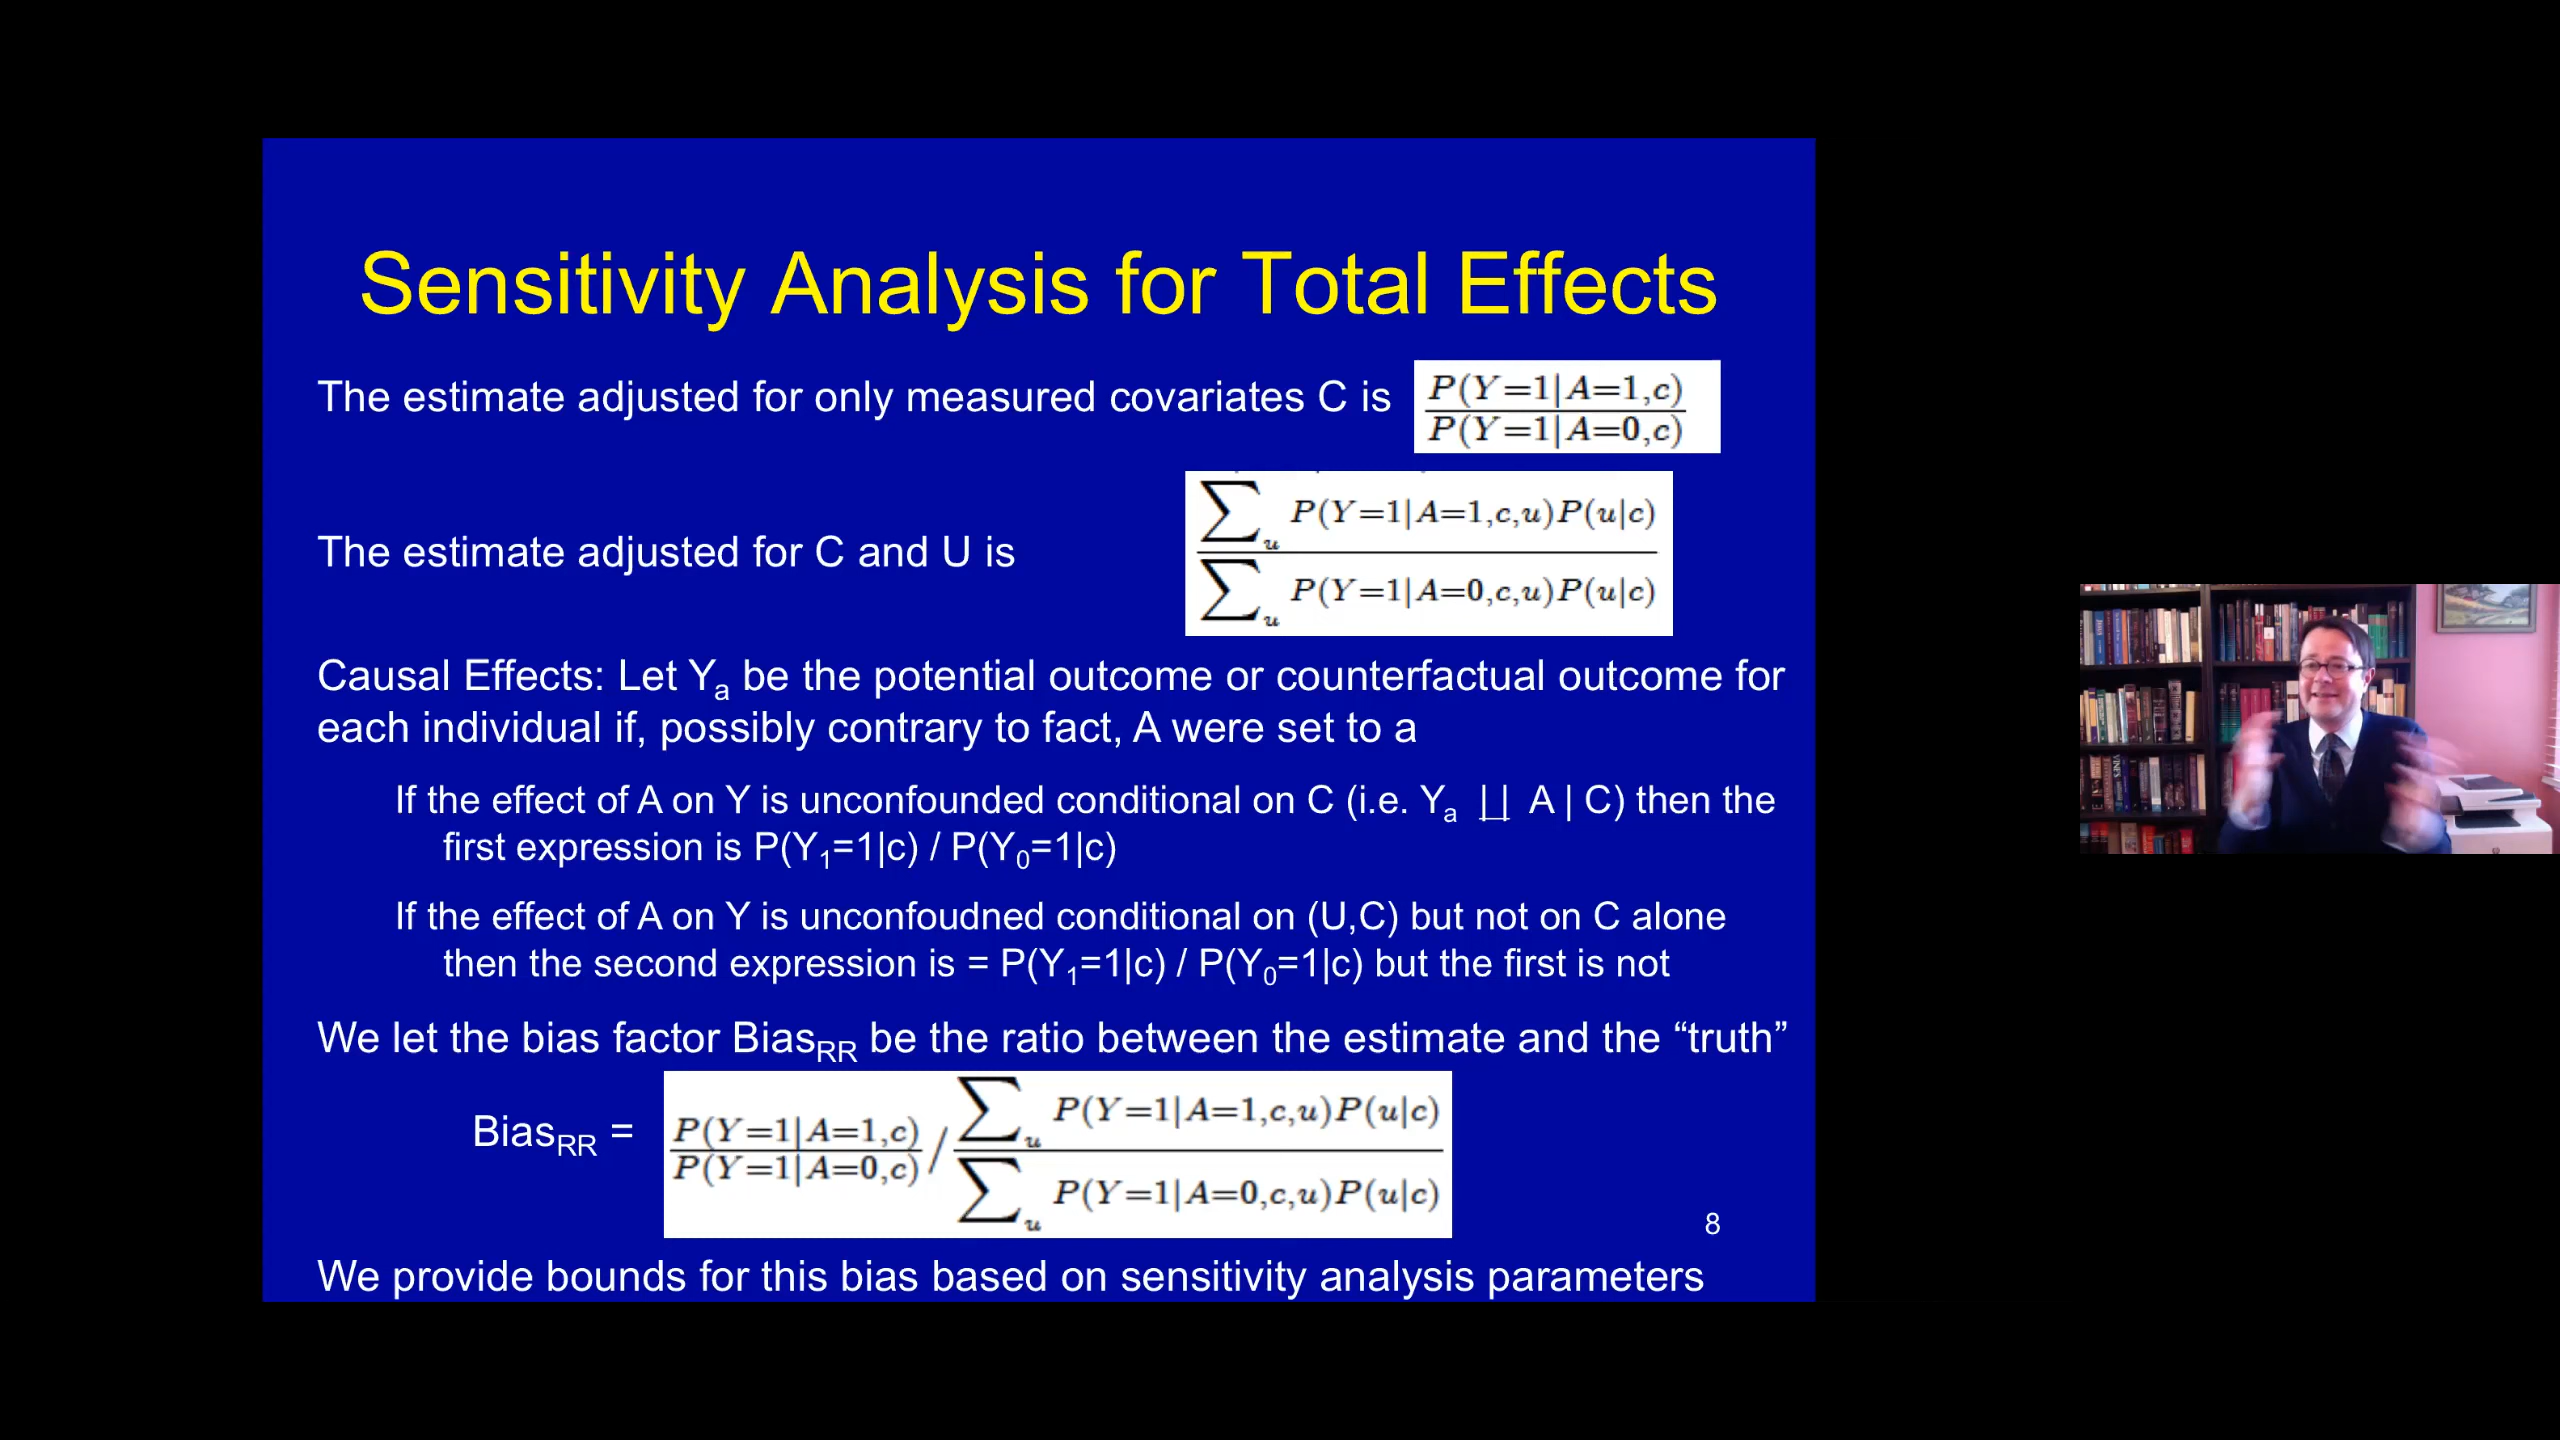 Sensitivity Analysis for Total Effects
The estimate adjusted for only measured covariates C is
P(Y=1|A=1,c)
P(Y=1|A=0,c)
The estimate adjusted for C and U is
∑u P(Y=1|A=1,c,u)P(u|c)
∑u P(Y=1|A=0,c,u)P(u|c)
Causal Effects: Let Ya be the potential outcome or counterfactual outcome for
each individual if, possibly contrary to fact, A were set to a
If the effect of A on Y is unconfounded conditional on C (i.e. Ya ⊥⊥ A | C) then the
first expression is P(Y1=1|c) / P(Y0=1|c)
If the effect of A on Y is unconfoudned conditional on (U,C) but not on C alone
then the second expression is = P(Y1=1|c) / P(Y0=1|c) but the first is not
We let the bias factor BiasRR be the ratio between the estimate and the “truth”
BiasRR =
P(Y=1|A=1,c)
P(Y=1|A=0,c)
/
∑u P(Y=1|A=1,c,u)P(u|c)
∑u P(Y=1|A=0,c,u)P(u|c)
8
We provide bounds for this bias based on sensitivity analysis parameters